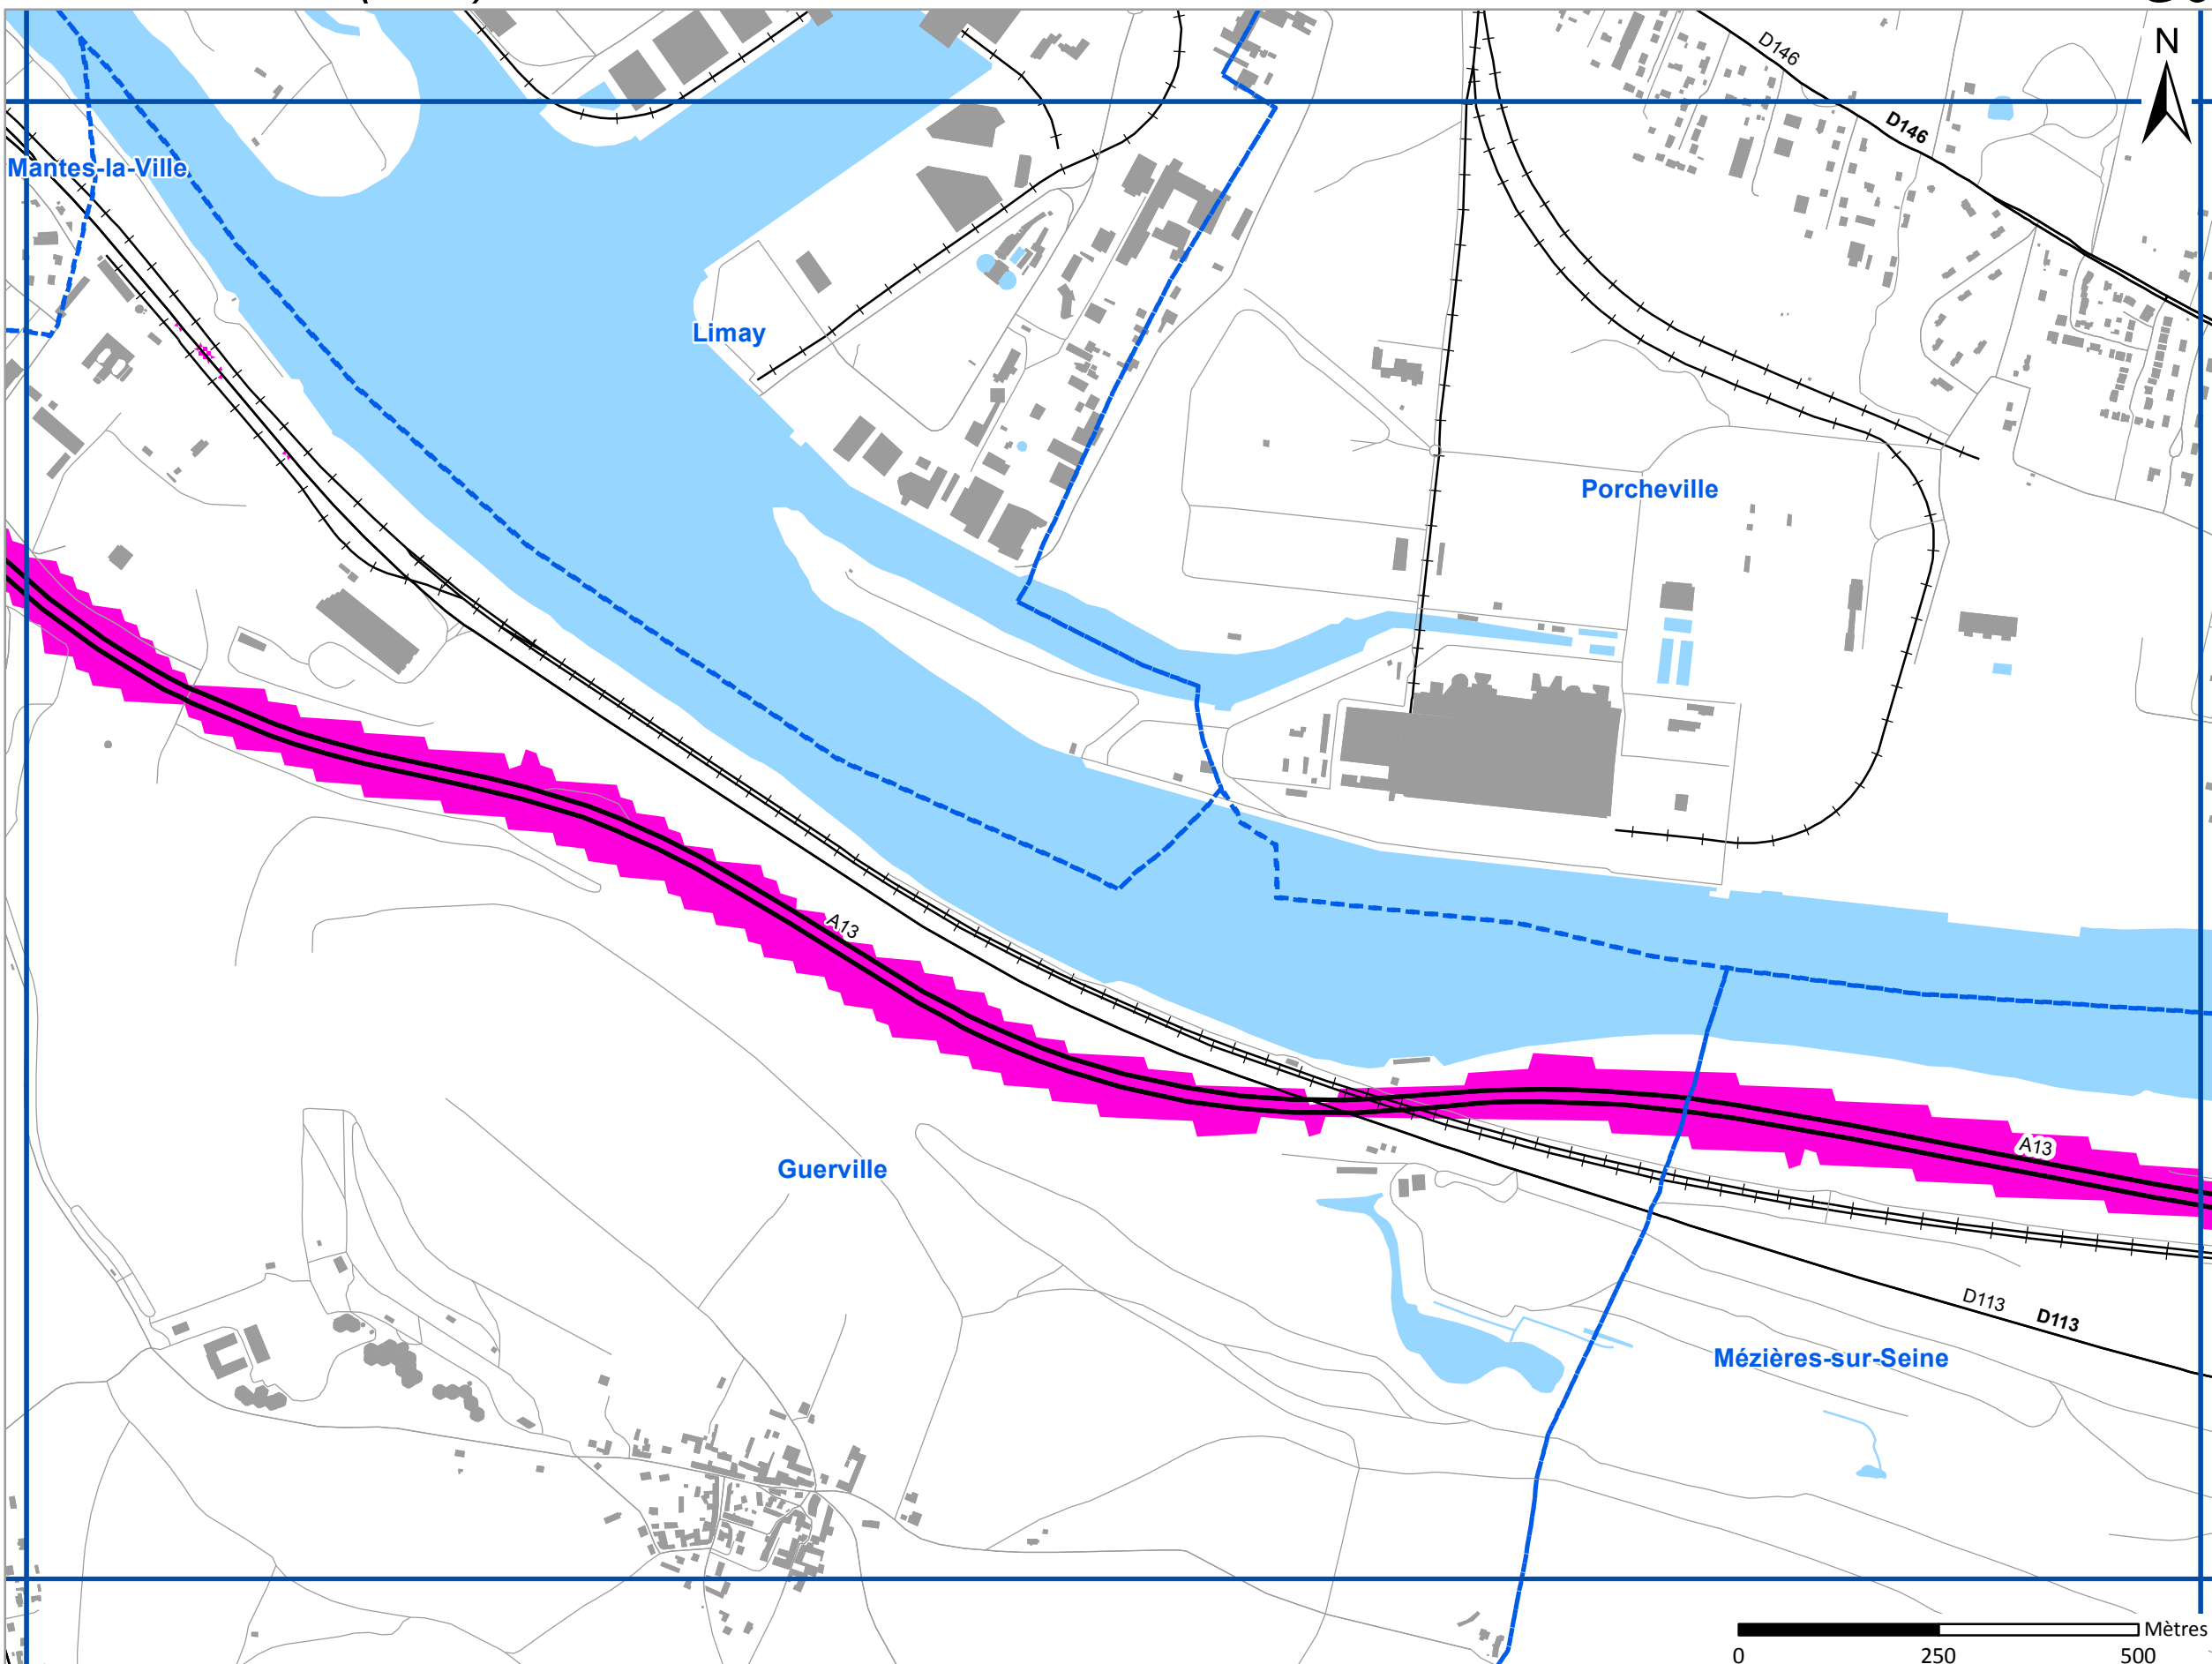 D146
N
D146
Mantes-la-Ville
Limay
Porcheville
A13
A13
Guerville
D113
D113
Mézières-sur-Seine
Mètres
0 250 500